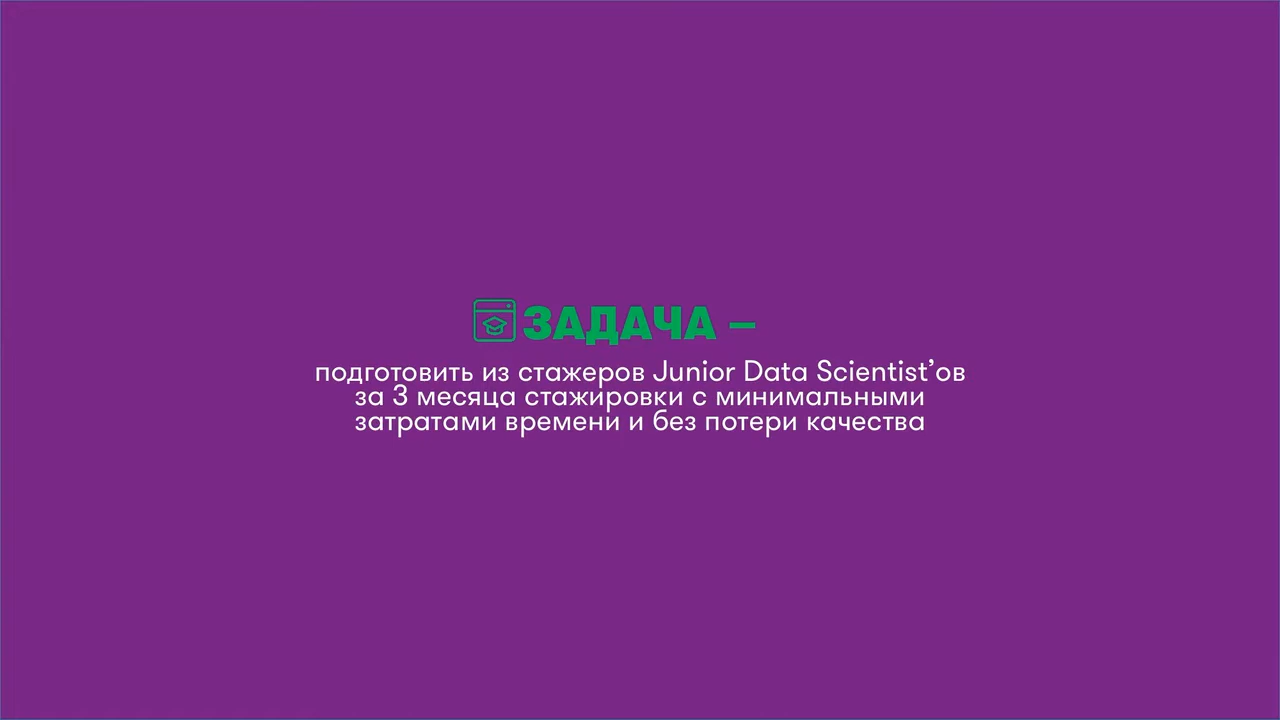 ЗАДАЧА –
подготовить из стажеров Junior Data Scientist’ов
за 3 месяца стажировки с минимальными
затратами времени и без потери качества